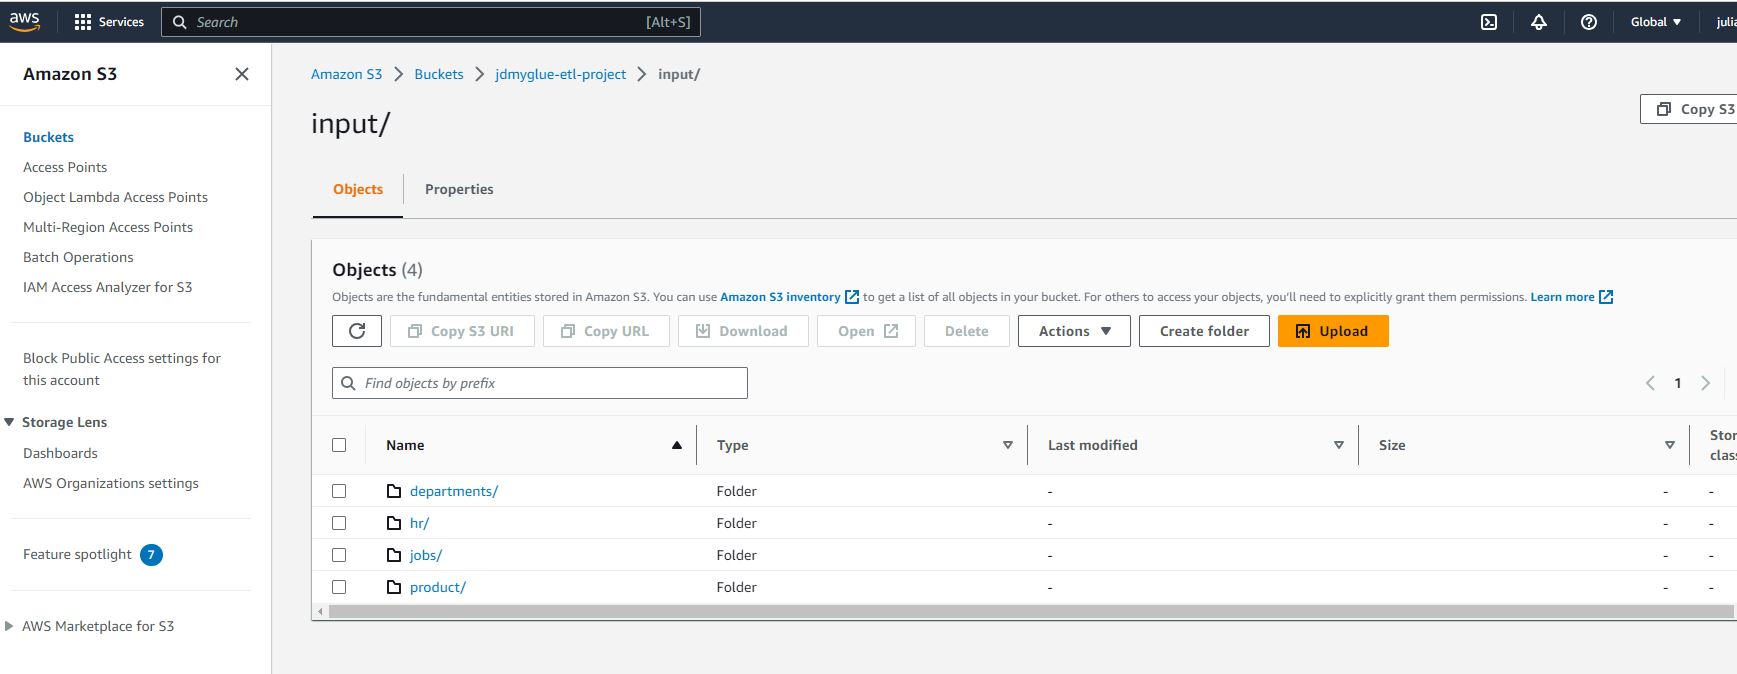 aws Services Search [Alt+S] Global
Amazon S3
Buckets
Access Points
Object Lambda Access Points
Multi-Region Access Points
Batch Operations
IAM Access Analyzer for S3
Block Public Access settings for
this account
Storage Lens
Dashboards
AWS Organizations settings
Feature spotlight 7
AWS Marketplace for S3
Amazon S3 Buckets jdmyglue-etl-project input/
input/
Copy S3
Objects Properties
Objects (4)
Objects are the fundamental entities stored in Amazon S3. You can use Amazon S3 inventory to get a list of all objects in your bucket. For others to access your objects, you'll need to explicitly grant them permissions. Learn more
Copy S3 URI Copy URL Download Open Delete Actions Create folder Upload
Find objects by prefix
1
Name Type Last modified Size
departments/ Folder - - -
hr/ Folder - - -
jobs/ Folder - - -
product/ Folder - - -